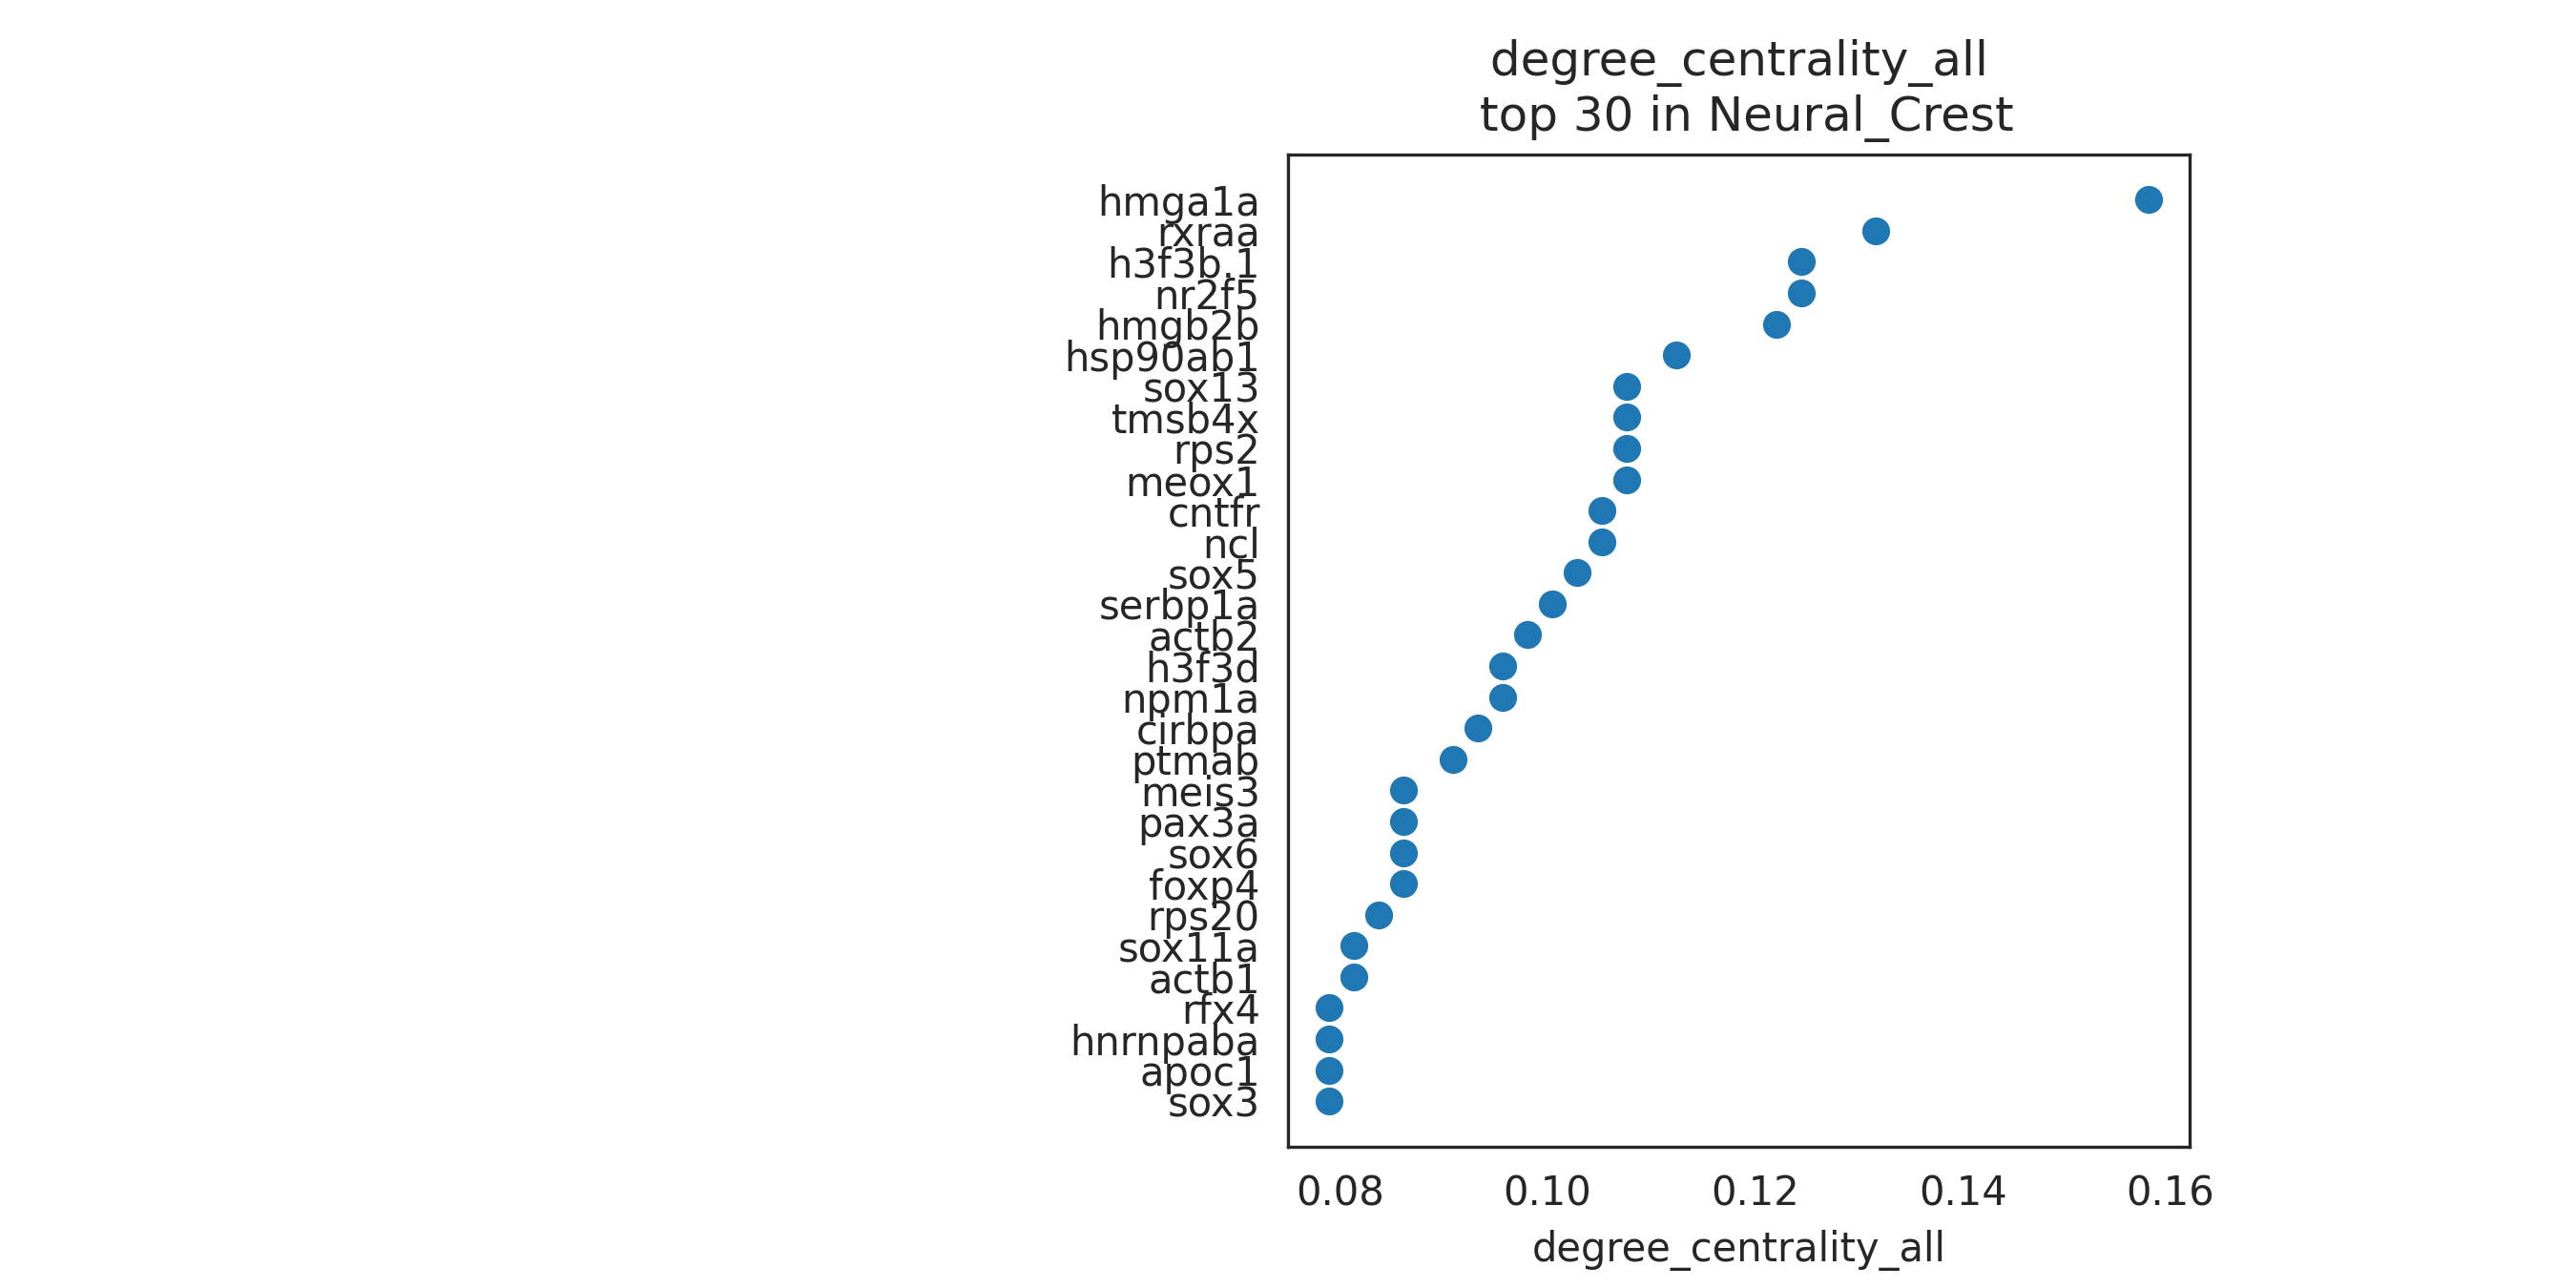 degree_centrality_all
top 30 in Neural_Crest
hmga1a
rxraa
h3f3b.1
nr2f5
hmgb2b
hsp90ab1
sox13
tmsb4x
rps2
meox1
cntfr
ncl
sox5
serbp1a
actb2
h3f3d
npm1a
cirbpa
ptmab
meis3
pax3a
sox6
foxp4
rps20
sox11a
actb1
rfx4
hnrnpaba
apoc1
sox3
0.08 0.10 0.12 0.14 0.16
degree_centrality_all